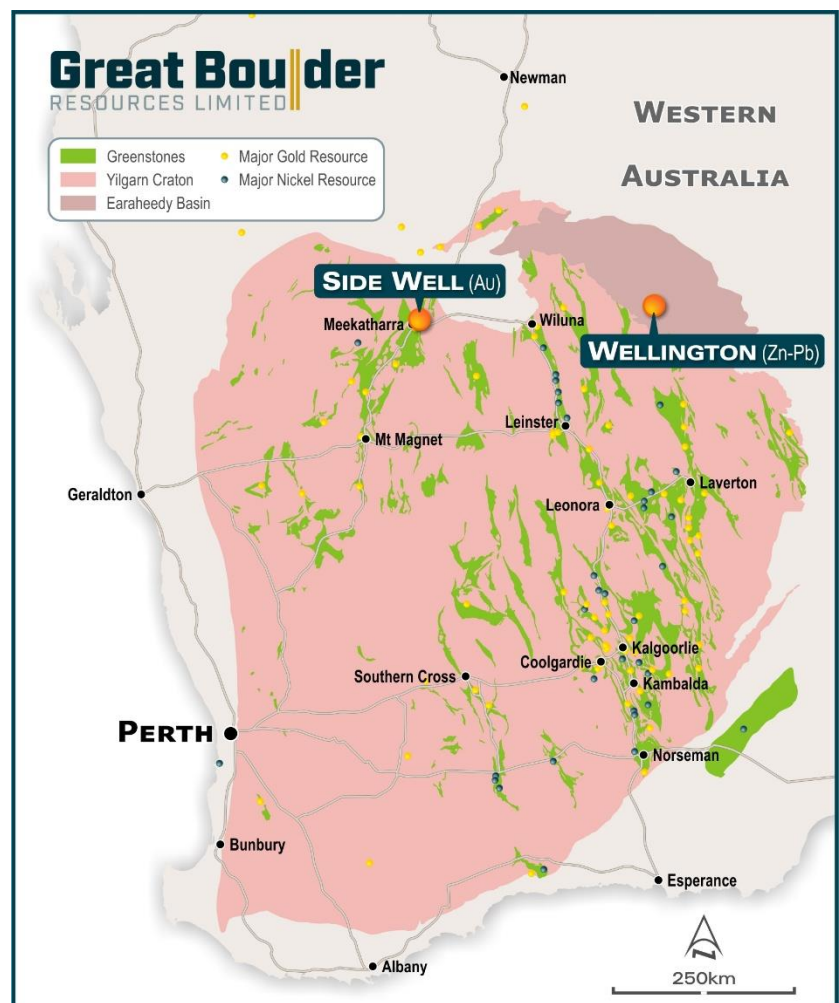 Great Boulder
RESOURCES LIMITED
Newman
WESTERN
AUSTRALIA
Greenstones
Major Gold Resource
Yilgarn Craton
Major Nickel Resource
Earaheedy Basin
SIDE WELL (AU)
Meekatharra
Wiluna
WELLINGTON (Zn-Pb)
Leinster
Mt Magnet
Laverton
Geraldton
Leonora
Kalgoorlie
Coolgardie
Southern Cross
Kambalda
PERTH
Norseman
Bunbury
Esperance
Albany
N
250km